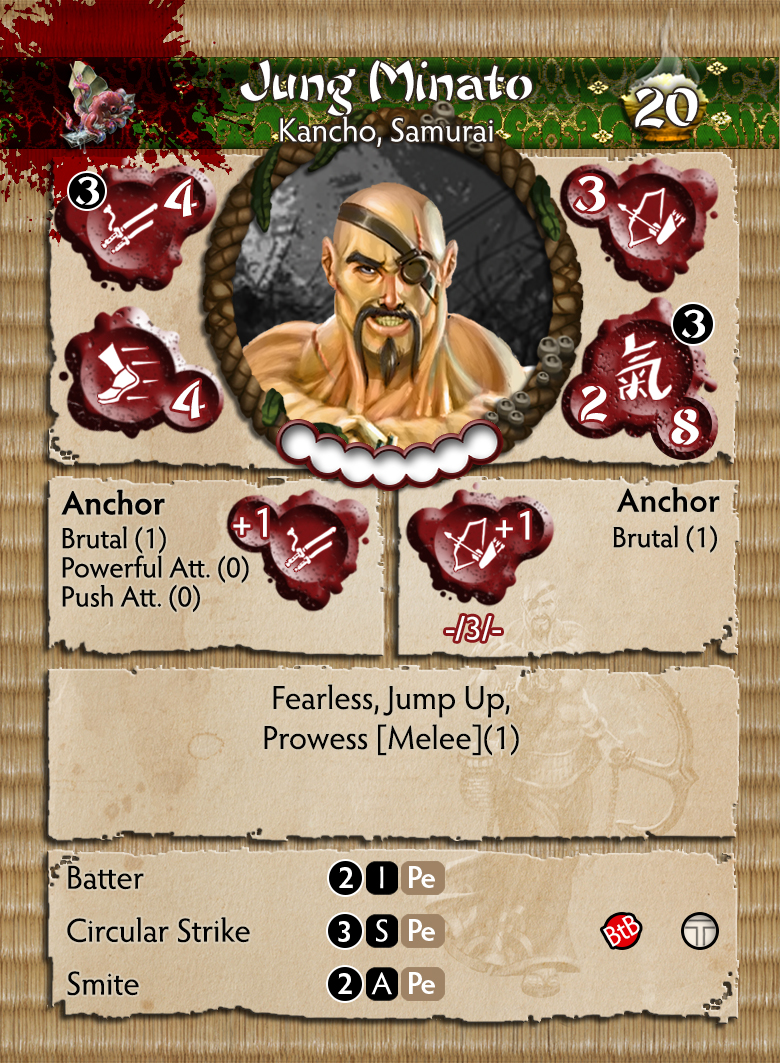 Jung Minato
20
Kancho, Samurai
3 4
3
4
氣
3
2 8
Anchor
Brutal (1)
Powerful Att. (0)
Push Att. (0)
+1
+1
-/3/-
Anchor
Brutal (1)
Fearless, Jump Up,
Prowess [Melee](1)
Batter 2 I Pe
Circular Strike 3 S Pe BtB T
Smite 2 A Pe